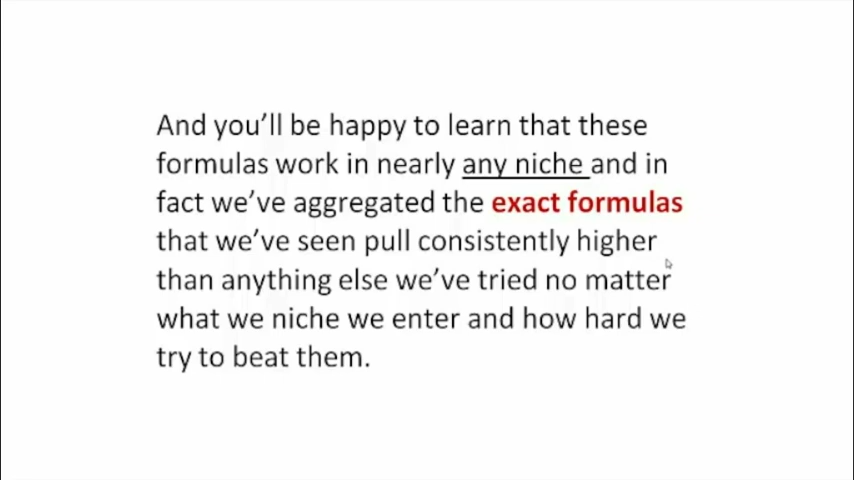 And you'll be happy to learn that these
formulas work in nearly any niche and in
fact we've aggregated the exact formulas
that we've seen pull consistently higher
than anything else we've tried no matter
what we niche we enter and how hard we
try to beat them.